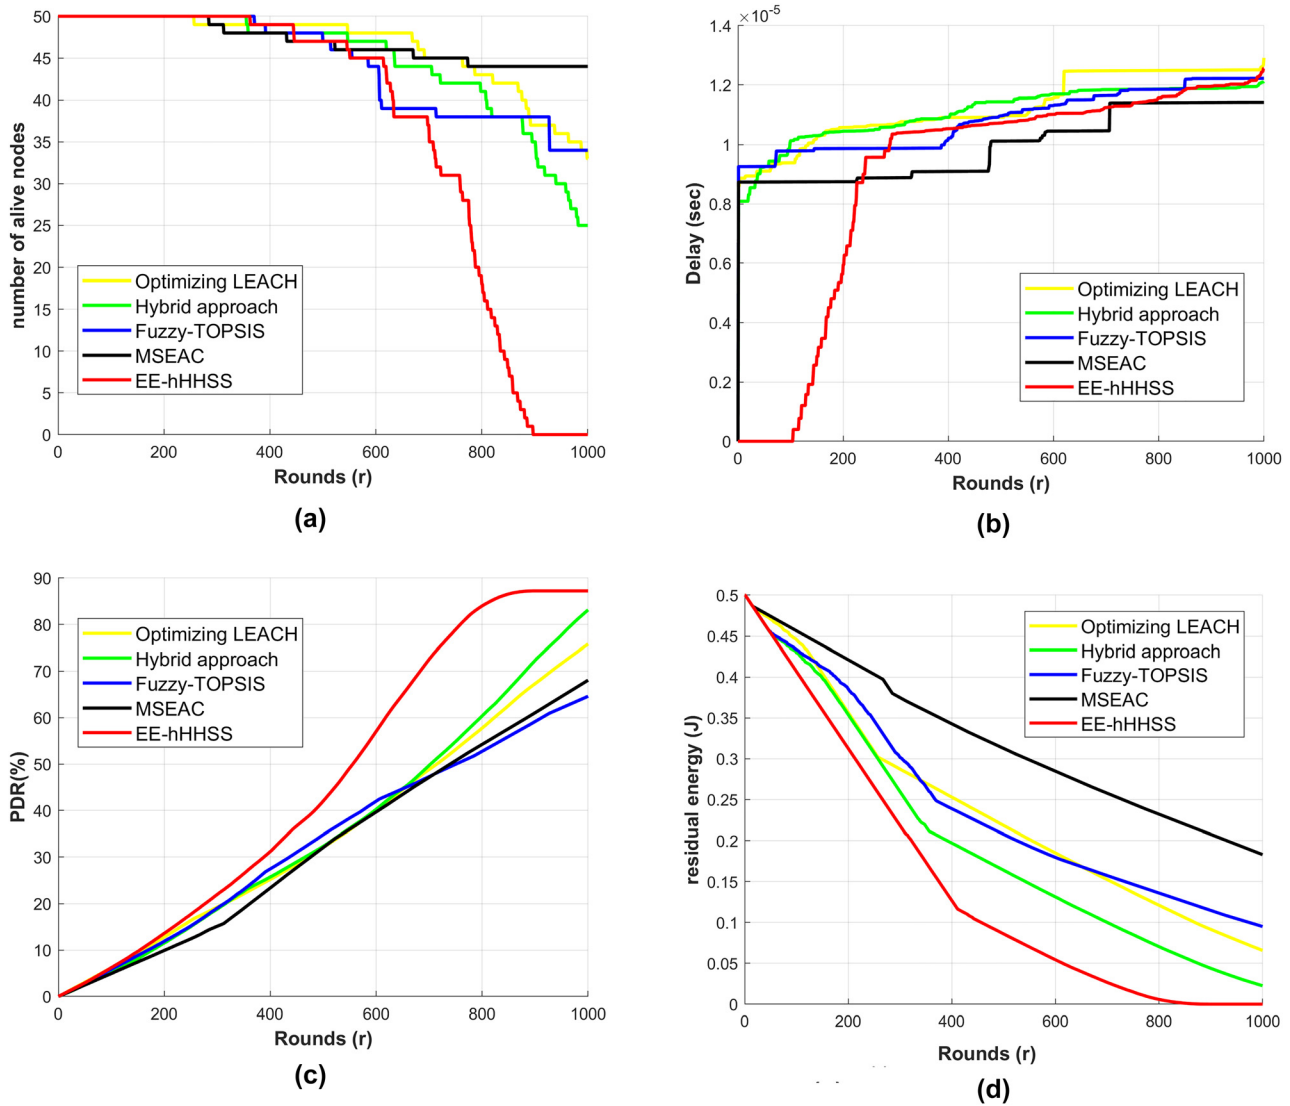 number of alive nodes
50
45
40
35
30
25
20
15
10
5
0
Optimizing LEACH
Hybrid approach
Fuzzy-TOPSIS
MSEAC
EE-hHHSS
0 200 400 600 800 1000
Rounds (r)
(a)
×10⁻⁵
Delay (sec)
1.4
1.2
1
0.8
0.6
0.4
0.2
0
Optimizing LEACH
Hybrid approach
Fuzzy-TOPSIS
MSEAC
EE-hHHSS
0 200 400 600 800 1000
Rounds (r)
(b)
PDR(%)
90
80
70
60
50
40
30
20
10
0
Optimizing LEACH
Hybrid approach
Fuzzy-TOPSIS
MSEAC
EE-hHHSS
0 200 400 600 800 1000
Rounds (r)
(c)
residual energy (J)
0.5
0.45
0.4
0.35
0.3
0.25
0.2
0.15
0.1
0.05
0
Optimizing LEACH
Hybrid approach
Fuzzy-TOPSIS
MSEAC
EE-hHHSS
0 200 400 600 800 1000
Rounds (r)
(d)